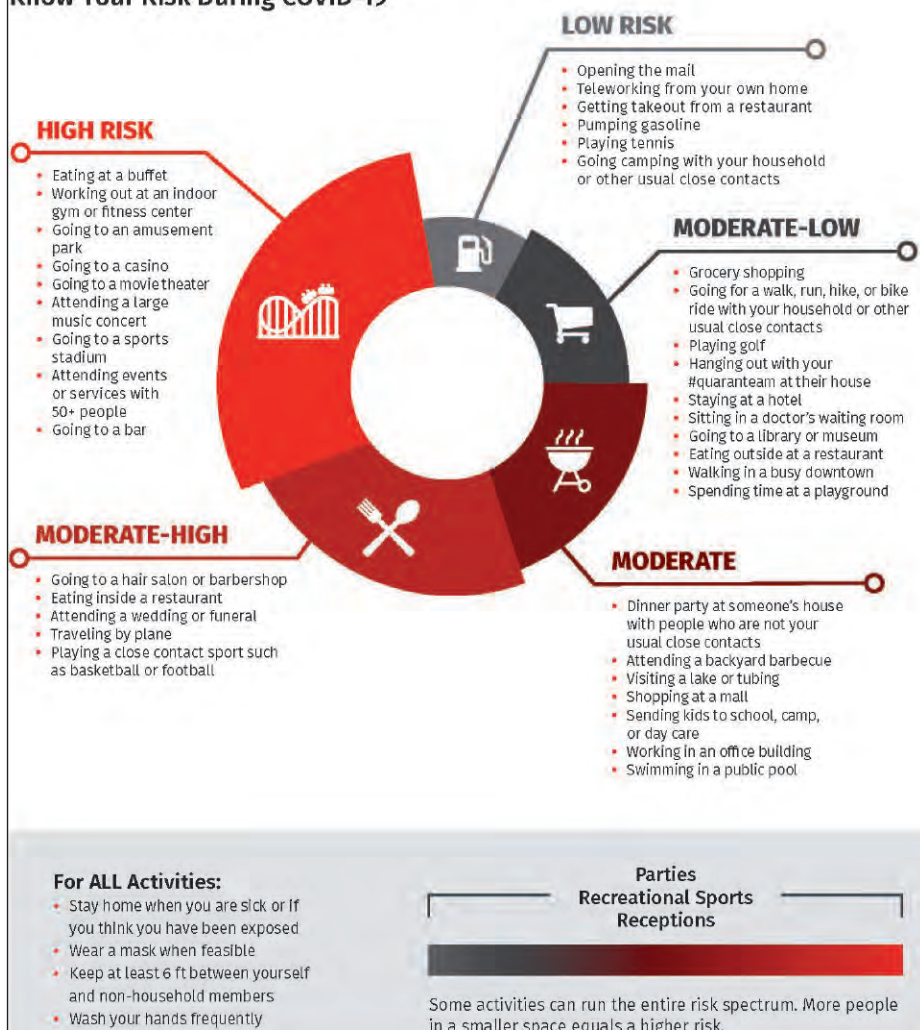 Know Your Risk During COVID-19
LOW RISK
• Opening the mail
• Teleworking from your own home
• Getting takeout from a restaurant
• Pumping gasoline
• Playing tennis
• Going camping with your household
or other usual close contacts
HIGH RISK
• Eating at a buffet
• Working out at an indoor
gym or fitness center
• Going to an amusement
park
• Going to a casino
• Going to a movie theater
• Attending a large
music concert
• Going to a sports
stadium
• Attending events
or services with
50+ people
• Going to a bar
MODERATE-LOW
• Grocery shopping
• Going for a walk, run, hike, or bike
ride with your household or other
usual close contacts
• Playing golf
• Hanging out with your
#quaranteam at their house
• Staying at a hotel
• Sitting in a doctor's waiting room
• Going to a library or museum
• Eating outside at a restaurant
• Walking in a busy downtown
• Spending time at a playground
MODERATE-HIGH
• Going to a hair salon or barbershop
• Eating inside a restaurant
• Attending a wedding or funeral
• Traveling by plane
• Playing a close contact sport such
as basketball or football
MODERATE
• Dinner party at someone's house
with people who are not your
usual close contacts
• Attending a backyard barbecue
• Visiting a lake or tubing
• Shopping at a mall
• Sending kids to school, camp,
or day care
• Working in an office building
• Swimming in a public pool
For ALL Activities:
• Stay home when you are sick or if
you think you have been exposed
• Wear a mask when feasible
• Keep at least 6 ft between yourself
and non-household members
• Wash your hands frequently
Parties
Recreational Sports
Receptions
Some activities can run the entire risk spectrum. More people
in a smaller space equals a higher risk.